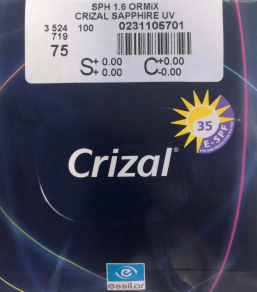 SPH 1.6 ORMiX
CRIZAL SAPPHIRE UV
3 524 100 0231105701
719
75
S+ 0.00 C+0.00
+ 0.00 -0.00
35
E-SPF
Crizal®
essilor